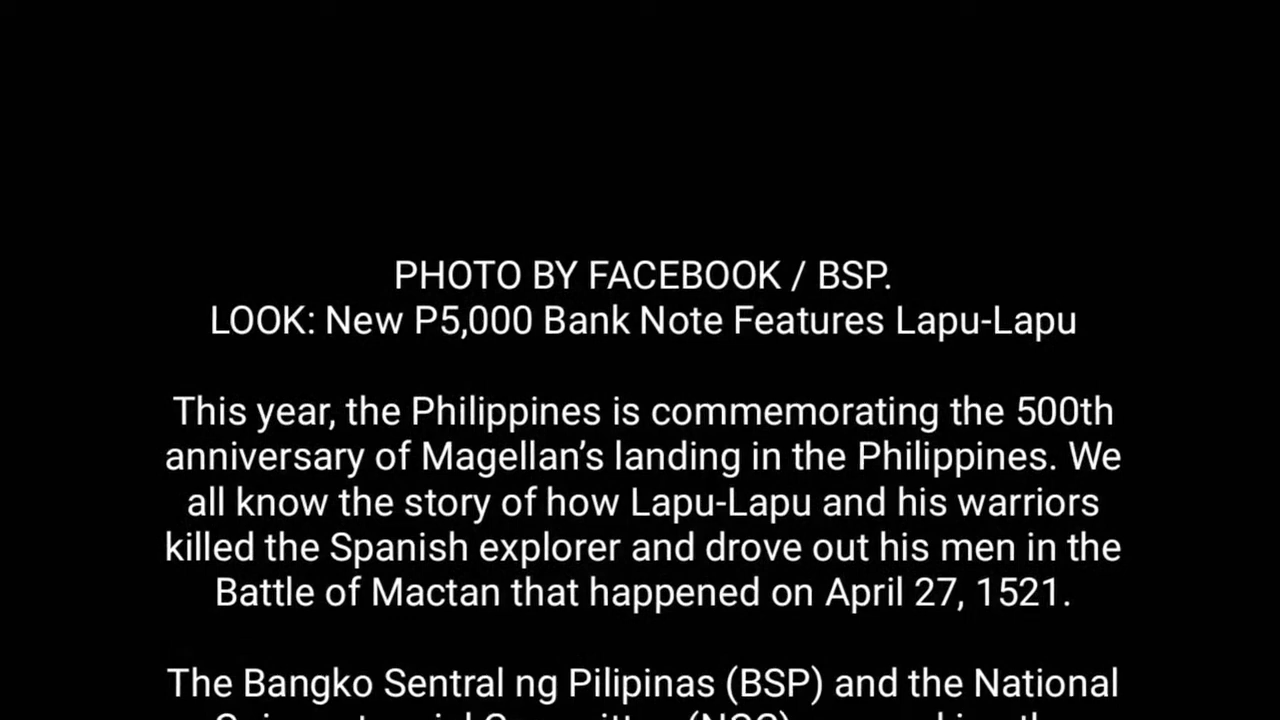 PHOTO BY FACEBOOK / BSP.
LOOK: New P5,000 Bank Note Features Lapu-Lapu
This year, the Philippines is commemorating the 500th
anniversary of Magellan’s landing in the Philippines. We
all know the story of how Lapu-Lapu and his warriors
killed the Spanish explorer and drove out his men in the
Battle of Mactan that happened on April 27, 1521.
The Bangko Sentral ng Pilipinas (BSP) and the National